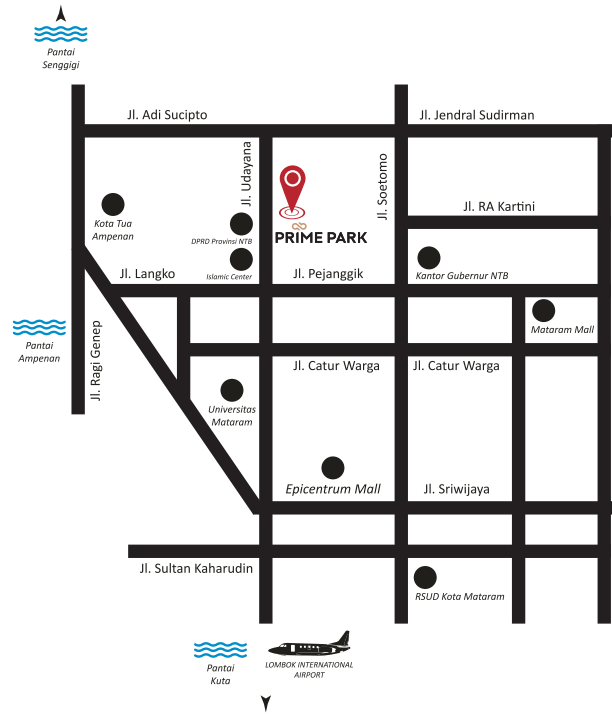 Pantai
Senggigi
Jl. Adi Sucipto
Jl. Jendral Sudirman
Jl. Udayana
Jl. Soetomo
Kota Tua
Ampenan
Jl. RA Kartini
DPRD Provinsi NTB
PRIME PARK
Islamic Center
Jl. Langko
Jl. Pejanggik
Kantor Gubernur NTB
Pantai
Ampenan
Jl. Ragi Genep
Mataram Mall
Jl. Catur Warga
Jl. Catur Warga
Universitas
Mataram
Epicentrum Mall
Jl. Sriwijaya
Jl. Sultan Kaharudin
RSUD Kota Mataram
Pantai
Kuta
LOMBOK INTERNATIONAL
AIRPORT